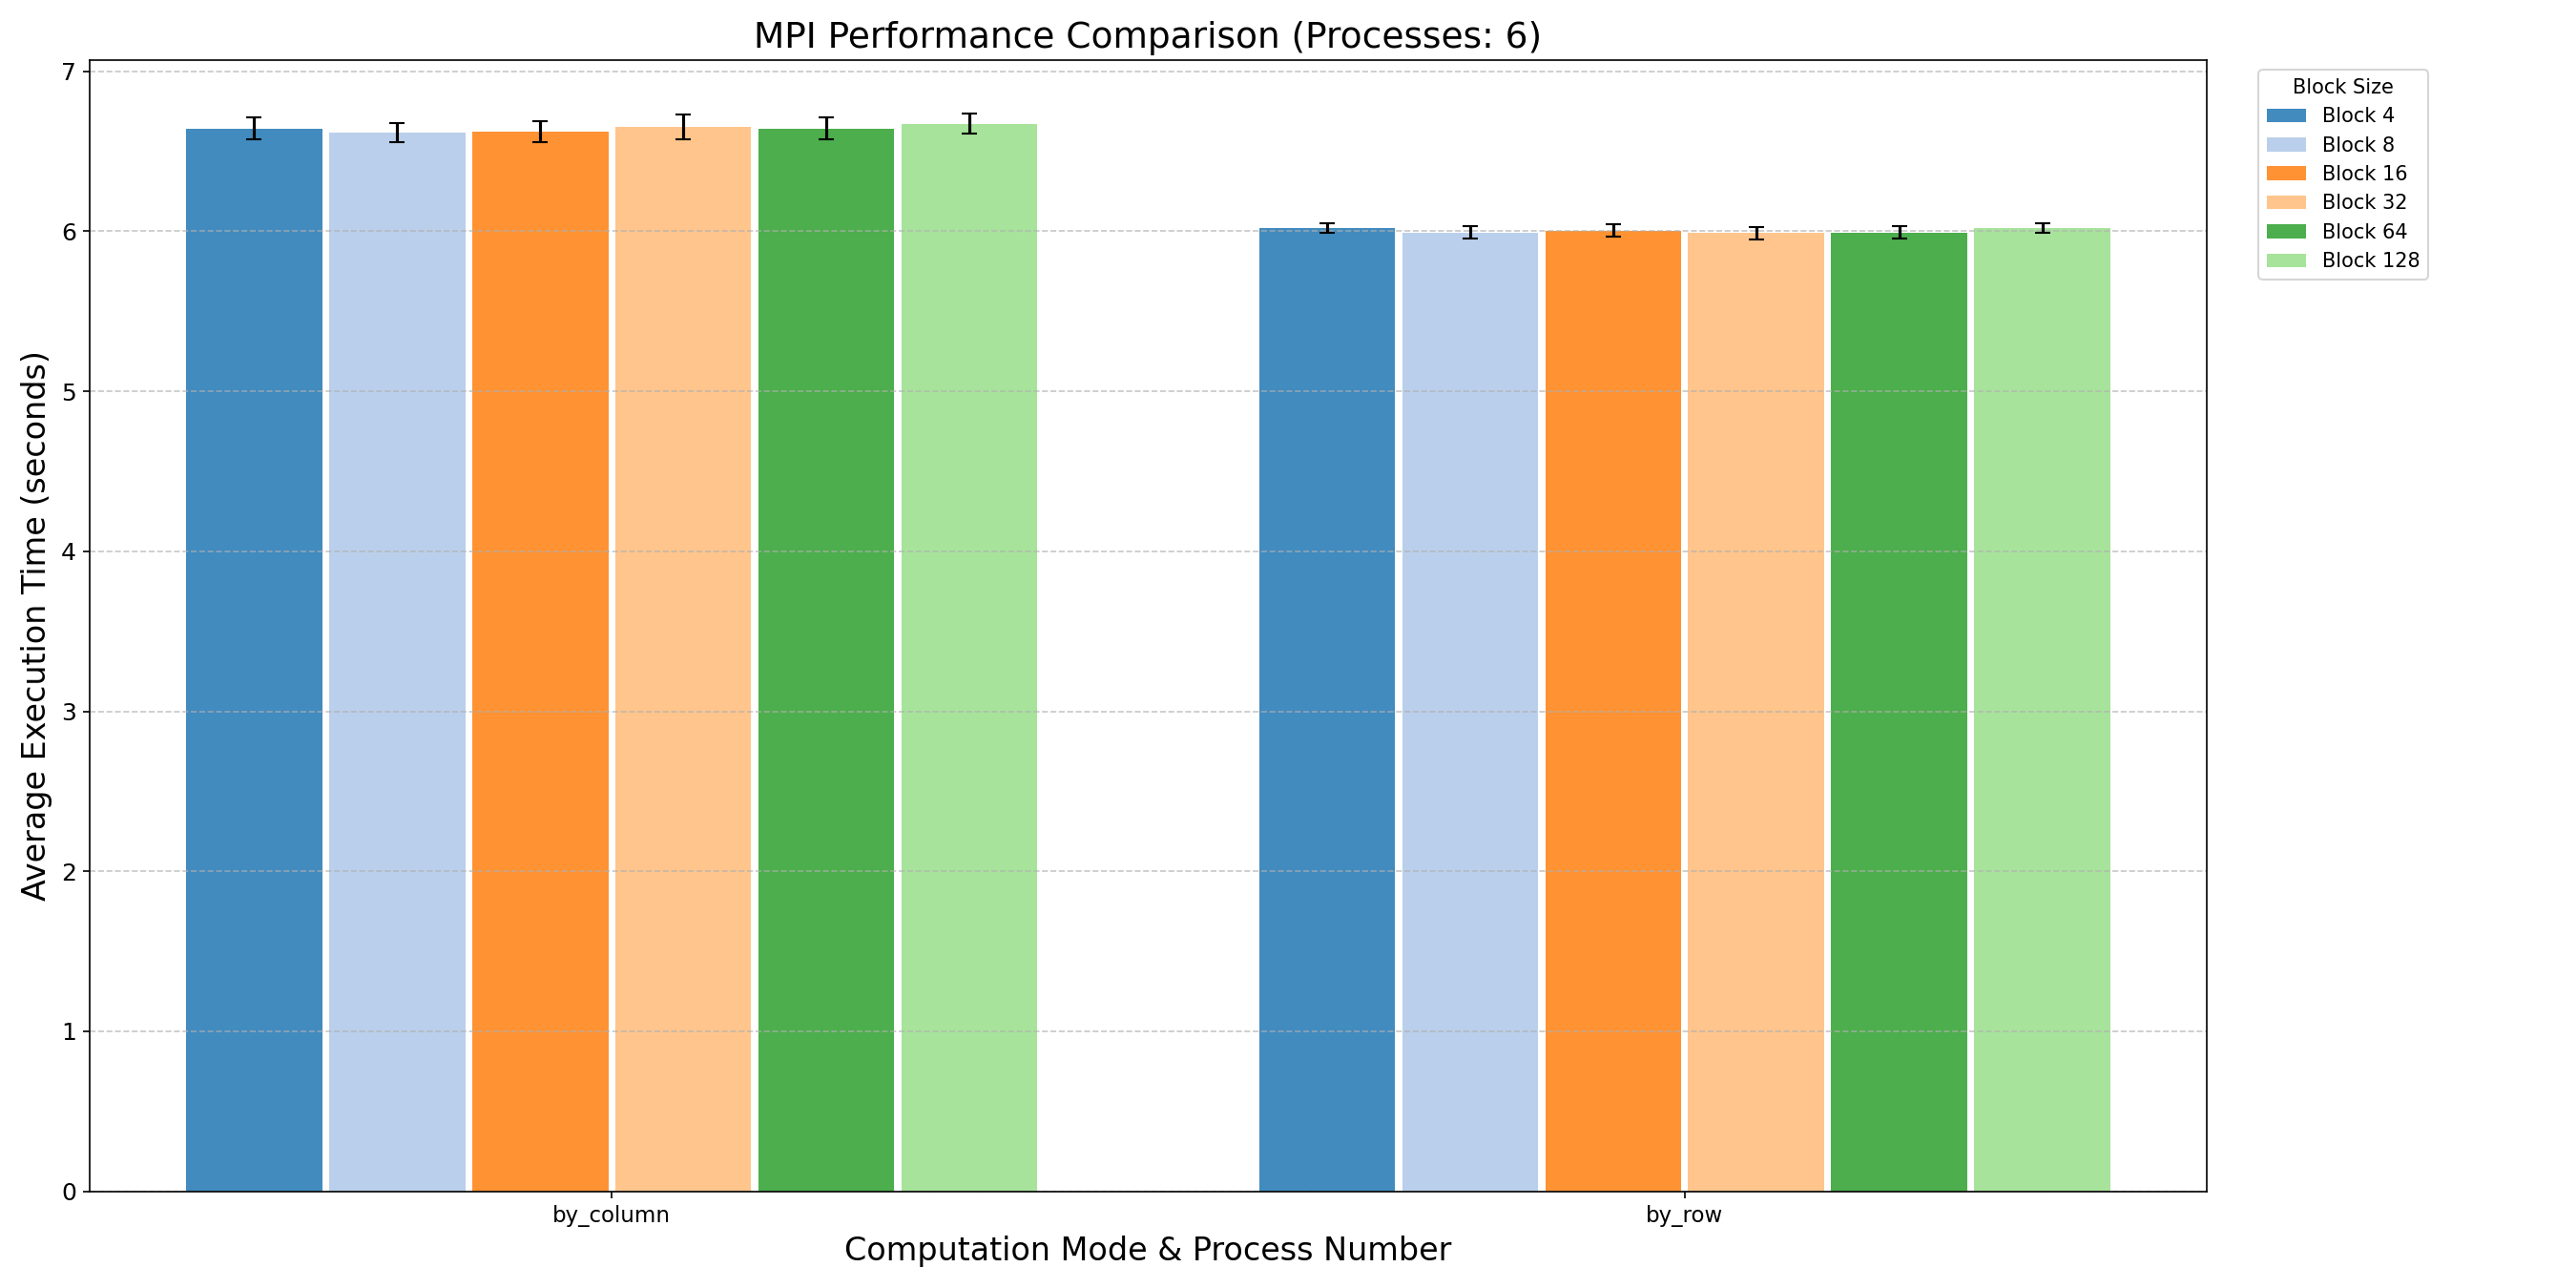 MPI Performance Comparison (Processes: 6)
Average Execution Time (seconds)
7
6
5
4
3
2
1
0
by_column
by_row
Computation Mode & Process Number
Block Size
Block 4
Block 8
Block 16
Block 32
Block 64
Block 128